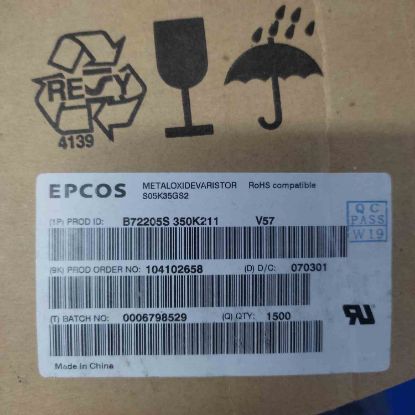 RESY
4139
EPCOS METALOXIDEVARISTOR RoHS compatible
S05K35GS2
(1P) PROD ID: B72205S 350K211 V57
QC
PASS
W19
(9K) PROD ORDER NO: 104102658 (D) D/C: 070301
(T) BATCH NO: 0006798529 (Q) QTY: 1500
Made in China